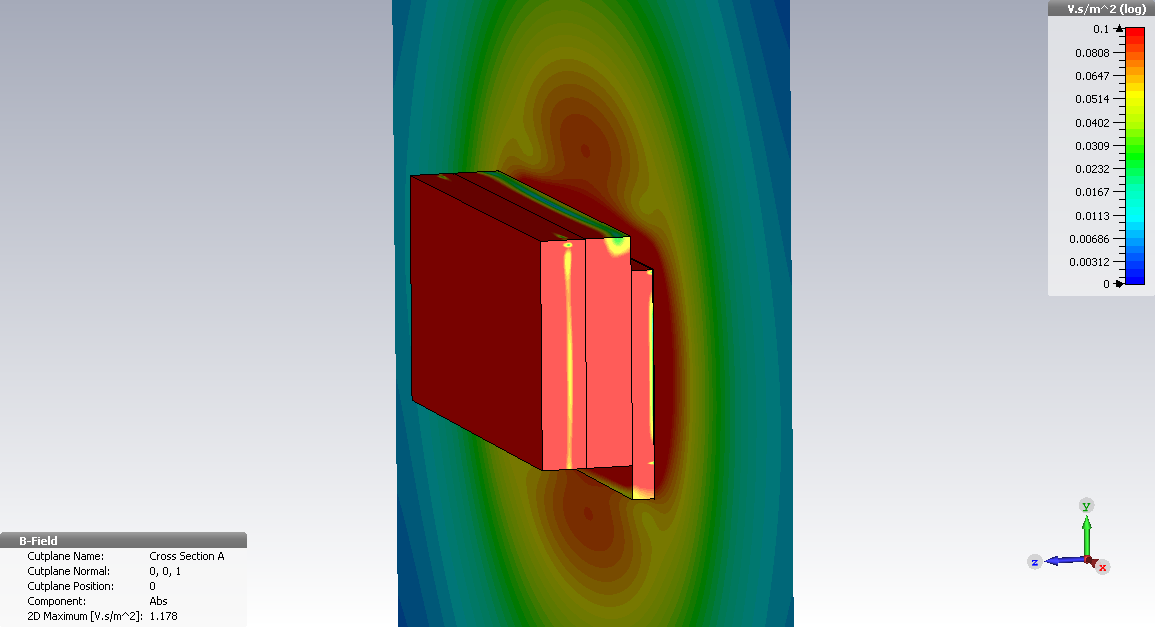 V.s/m^2 (log)
0.1
0.0808
0.0647
0.0514
0.0402
0.0309
0.0232
0.0167
0.0113
0.00686
0.00312
0
B-Field
Cutplane Name: Cross Section A
Cutplane Normal: 0, 0, 1
Cutplane Position: 0
Component: Abs
2D Maximum [V.s/m^2]: 1.178
y
z
x